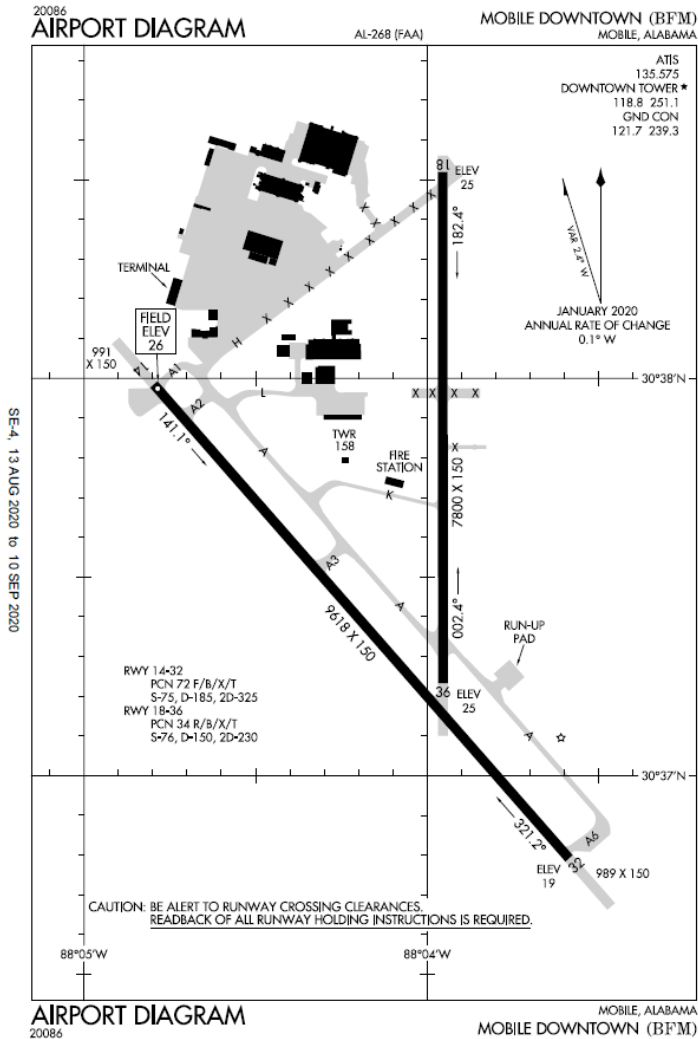 20086
AIRPORT DIAGRAM
AL-268 (FAA)
MOBILE DOWNTOWN (BFM)
MOBILE, ALABAMA
ATIS
135.575
DOWNTOWN TOWER ★
118.8 251.1
GND CON
121.7 239.3
18
ELEV
25
182.4°
VAR 2.4° W
JANUARY 2020
ANNUAL RATE OF CHANGE
0.1° W
X
X
X
X
X
X
X
X
X
X
X
TERMINAL
FIELD
ELEV
26
H
991
X 150
14
A1
A2
L
X X X X
30°38'N
141.1°
A
TWR
158
FIRE
STATION
K
X
7800 X 150
A3
9618 X 150
A
002.4°
RUN-UP
PAD
36
ELEV
25
RWY 14-32
PCN 72 F/B/X/T
S-75, D-185, 2D-325
RWY 18-36
PCN 34 R/B/X/T
S-76, D-150, 2D-230
A
30°37'N
321.2°
A6
32
ELEV
19
989 X 150
CAUTION: BE ALERT TO RUNWAY CROSSING CLEARANCES.
READBACK OF ALL RUNWAY HOLDING INSTRUCTIONS IS REQUIRED.
88°05'W
88°04'W
SE-4, 13 AUG 2020 to 10 SEP 2020
AIRPORT DIAGRAM
20086
MOBILE, ALABAMA
MOBILE DOWNTOWN (BFM)